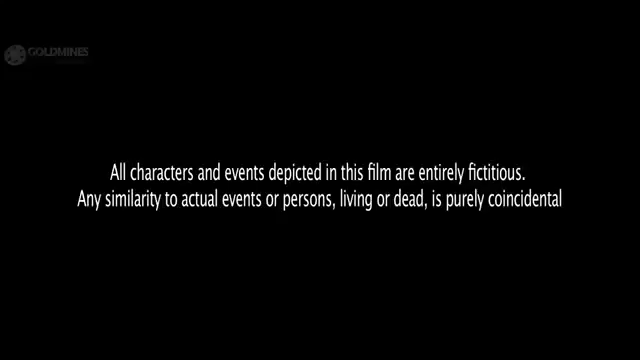 GOLDMINES
All characters and events depicted in this film are entirely fictitious.
Any similarity to actual events or persons, living or dead, is purely coincidental